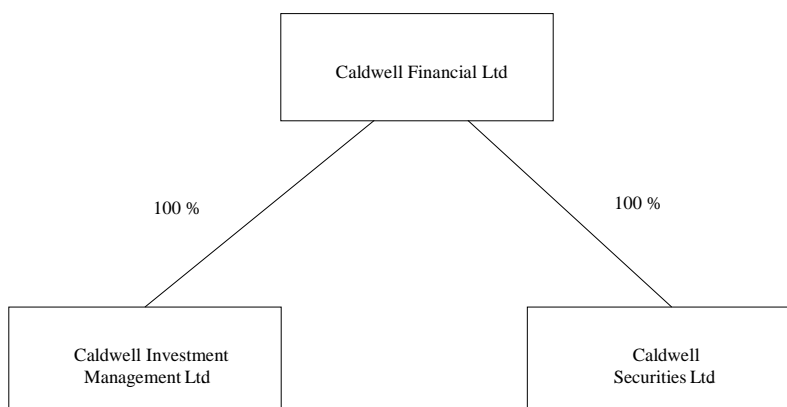 Caldwell Financial Ltd
100 %
100 %
Caldwell Investment
Management Ltd
Caldwell
Securities Ltd